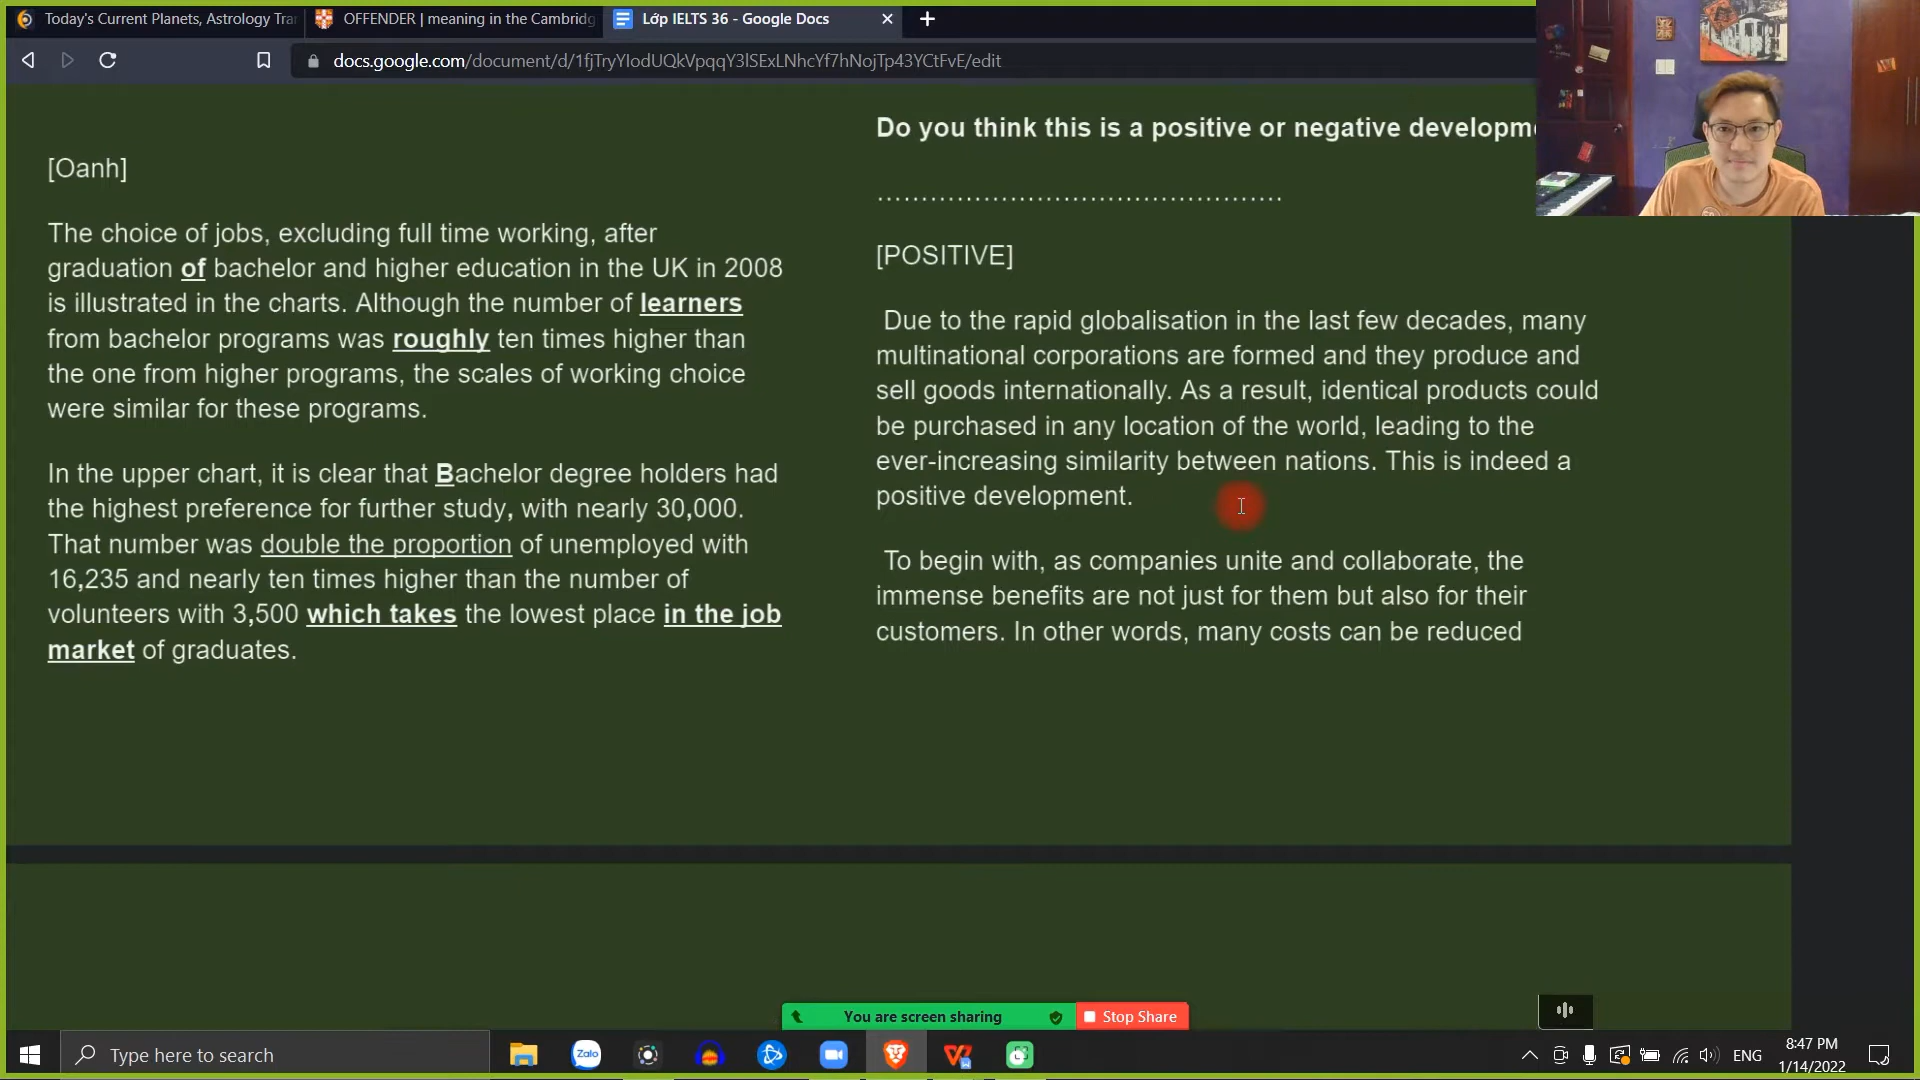 Today's Current Planets, Astrology Tra
OFFENDER | meaning in the Cambridg
Lớp IELTS 36 - Google Docs
docs.google.com/document/d/1fjTryYIodUQkVpqqY3lSExLNhcYf7hNojTp43YCtFvE/edit
[Oanh]
The choice of jobs, excluding full time working, after
graduation of bachelor and higher education in the UK in 2008
is illustrated in the charts. Although the number of learners
from bachelor programs was roughly ten times higher than
the one from higher programs, the scales of working choice
were similar for these programs.
In the upper chart, it is clear that Bachelor degree holders had
the highest preference for further study, with nearly 30,000.
That number was double the proportion of unemployed with
16,235 and nearly ten times higher than the number of
volunteers with 3,500 which takes the lowest place in the job
market of graduates.
Do you think this is a positive or negative developm
..............................................
[POSITIVE]
Due to the rapid globalisation in the last few decades, many
multinational corporations are formed and they produce and
sell goods internationally. As a result, identical products could
be purchased in any location of the world, leading to the
ever-increasing similarity between nations. This is indeed a
positive development.
To begin with, as companies unite and collaborate, the
immense benefits are not just for them but also for their
customers. In other words, many costs can be reduced
You are screen sharing
Stop Share
Type here to search
Zalo
ENG
8:47 PM
1/14/2022